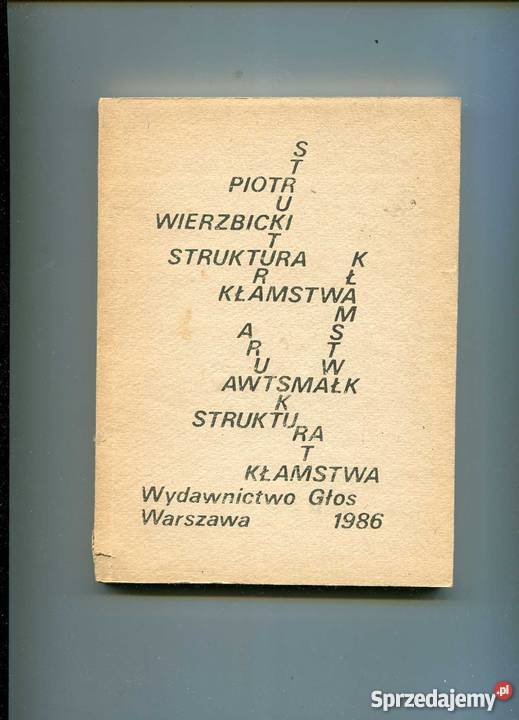 S
T
PIOTR
U
WIERZBICKI
T
STRUKTURA K
R Ł
KŁAMSTWA
M
A S
R T
U W
AWTSMAŁK
K
STRUKTURA
T
KŁAMSTWA
Wydawnictwo Głos
Warszawa 1986
Sprzedajemy.pl